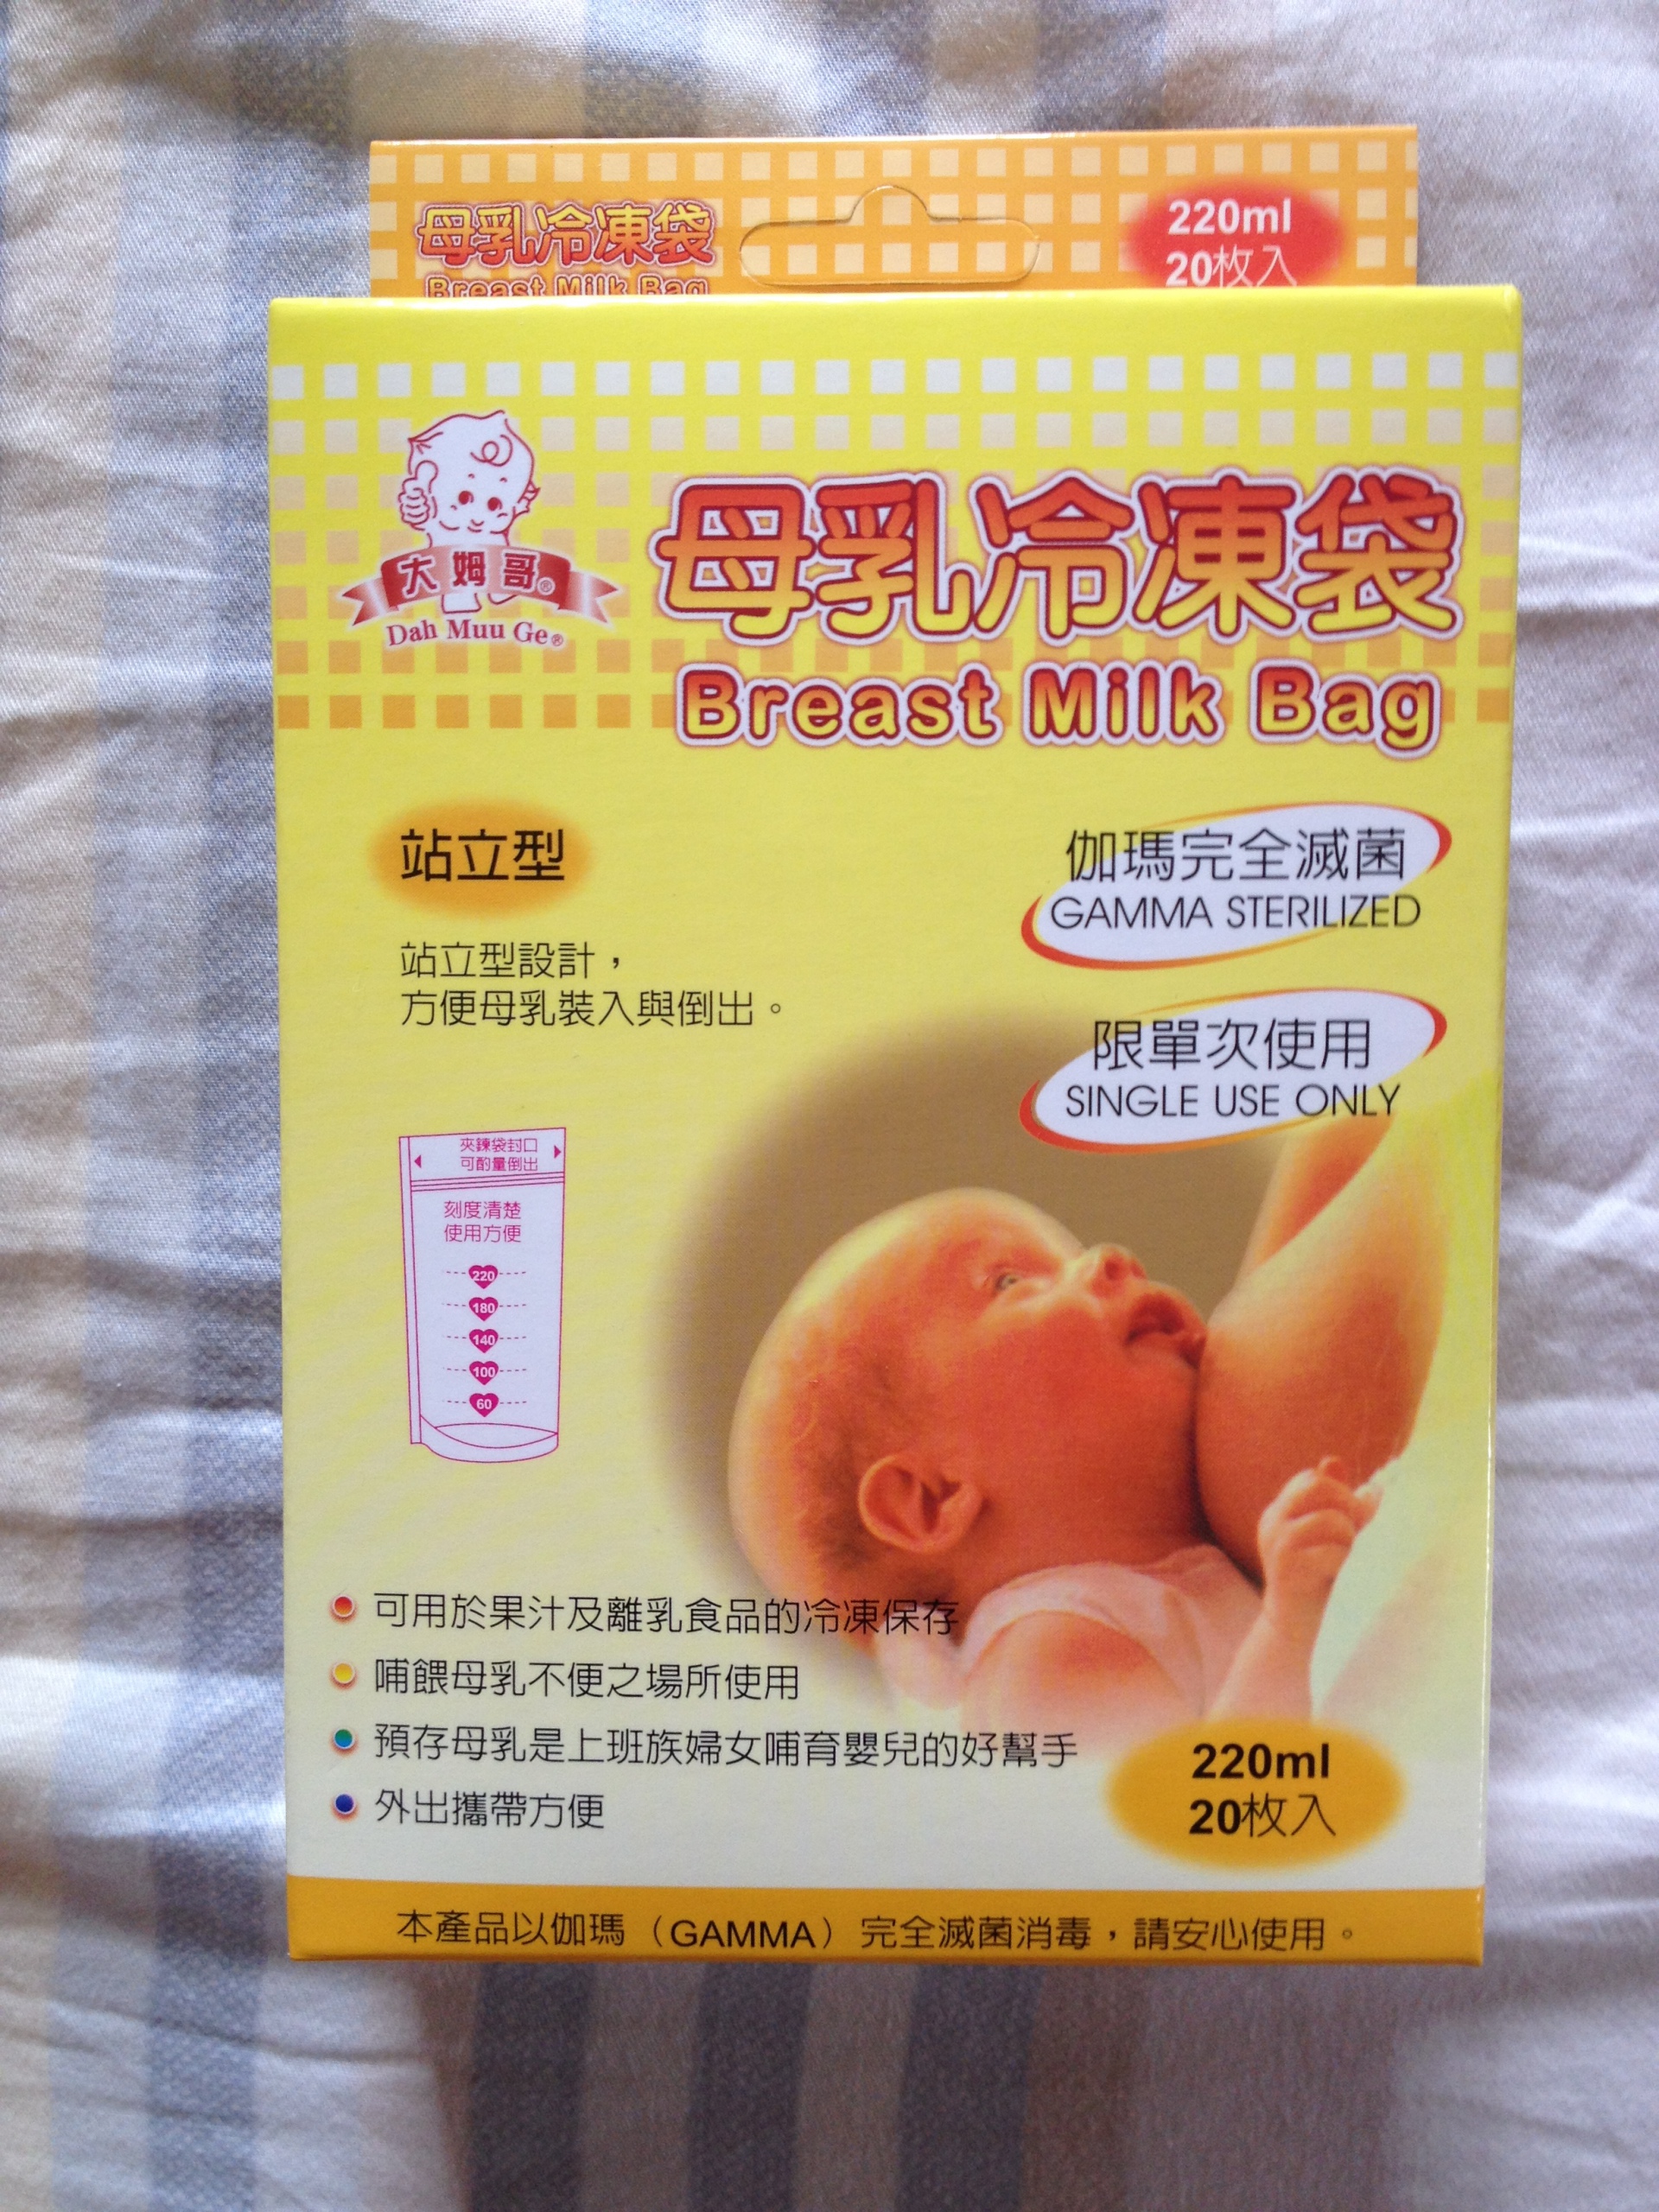 母乳冷凍袋
Breast Milk Bag
220ml
20枚入
大姆哥®
Dah Muu Ge®
母乳冷凍袋
Breast Milk Bag
站立型
伽瑪完全滅菌
GAMMA STERILIZED
站立型設計，
方便母乳裝入與倒出。
限單次使用
SINGLE USE ONLY
夾鍊袋封口
可酌量倒出
刻度清楚
使用方便
220
180
140
100
60
可用於果汁及離乳食品的冷凍保存
哺餵母乳不便之場所使用
預存母乳是上班族婦女哺育嬰兒的好幫手
外出攜帶方便
220ml
20枚入
本產品以伽瑪（GAMMA）完全滅菌消毒，請安心使用。